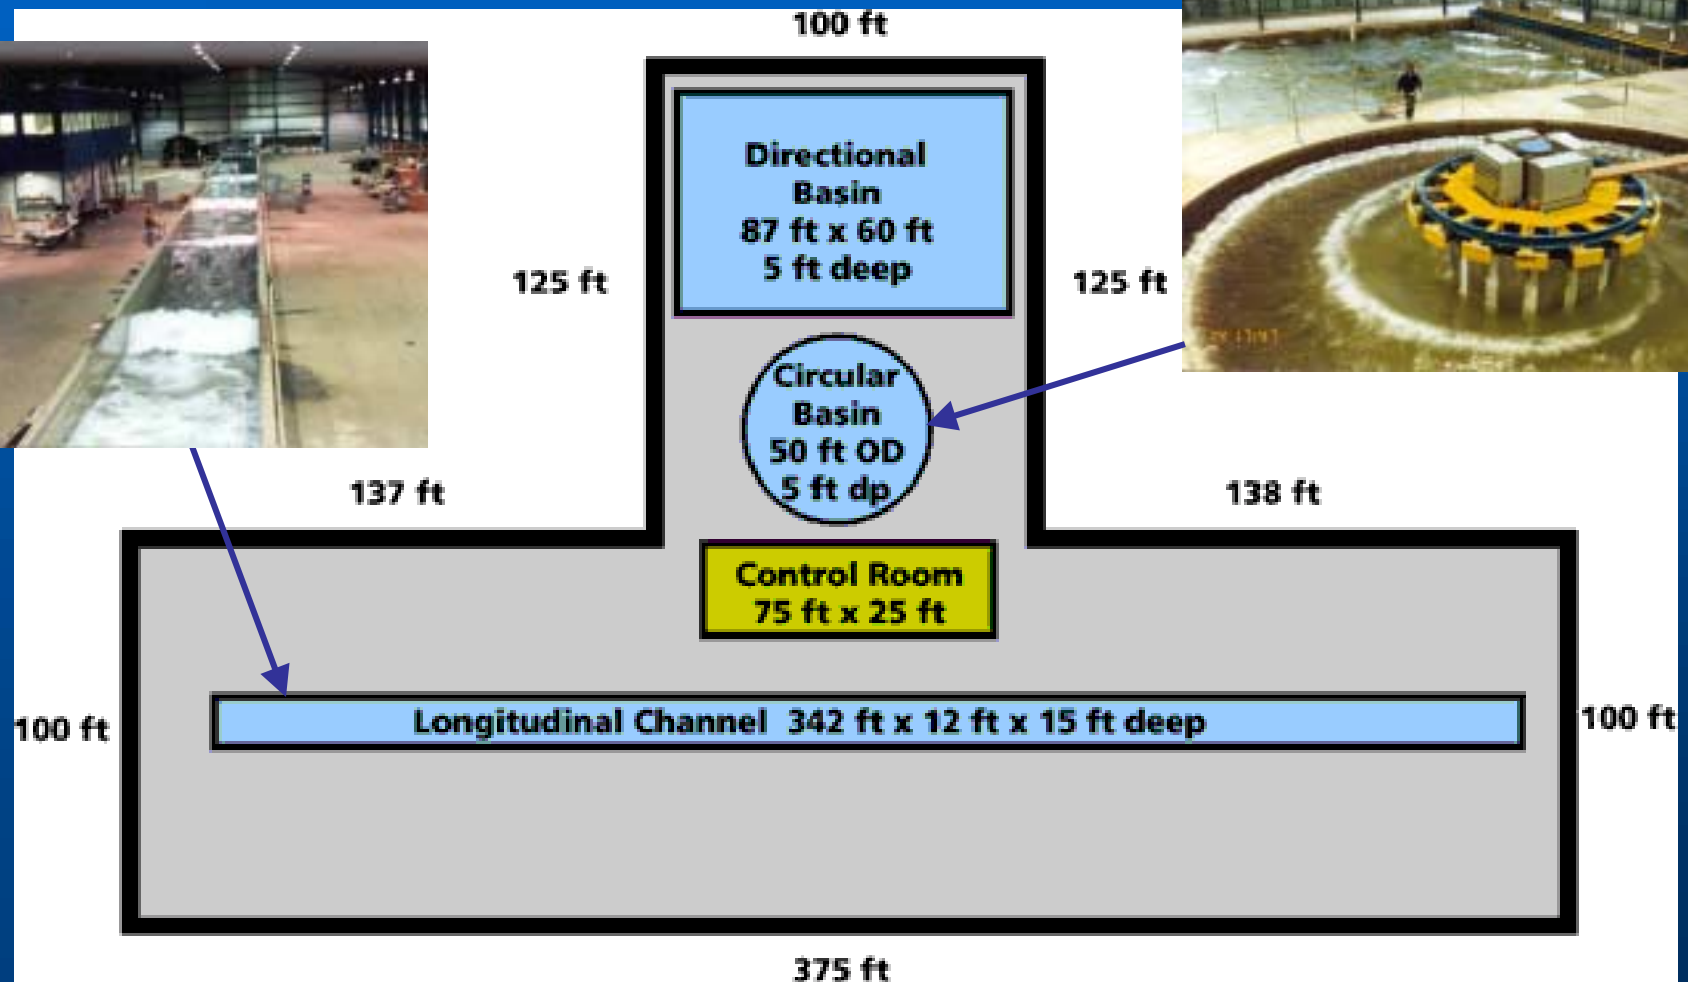 100 ft
Directional
Basin
87 ft x 60 ft
5 ft deep
125 ft
125 ft
Circular
Basin
50 ft OD
5 ft dp
137 ft
138 ft
Control Room
75 ft x 25 ft
100 ft
Longitudinal Channel 342 ft x 12 ft x 15 ft deep
100 ft
375 ft